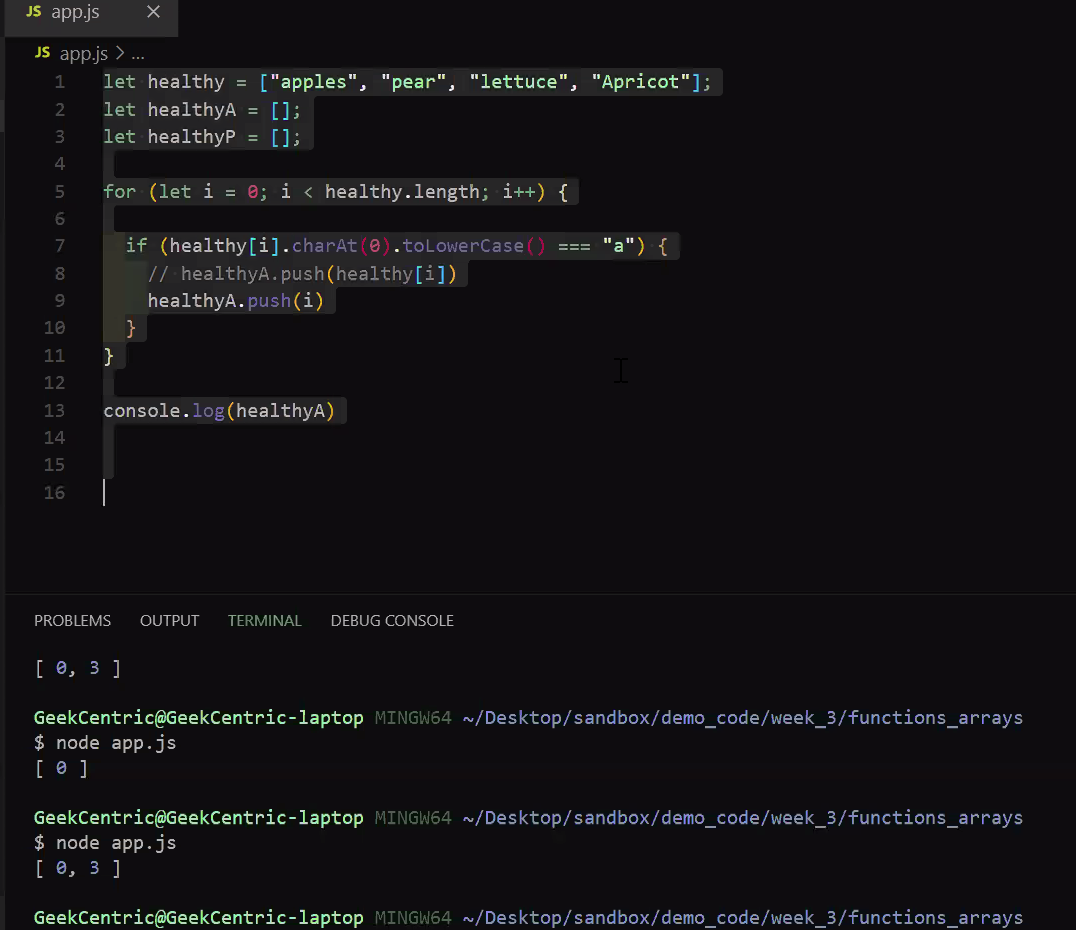 JS app.js ×
JS app.js > ...
1 let healthy = ["apples", "pear", "lettuce", "Apricot"];
2 let healthyA = [];
3 let healthyP = [];
4
5 for (let i = 0; i < healthy.length; i++) {
6
7   if (healthy[i].charAt(0).toLowerCase() === "a") {
8     // healthyA.push(healthy[i])
9     healthyA.push(i)
10   }
11 }
12
13 console.log(healthyA)
14
15
16
PROBLEMS OUTPUT TERMINAL DEBUG CONSOLE
[ 0, 3 ]
GeekCentric@GeekCentric-laptop MINGW64 ~/Desktop/sandbox/demo_code/week_3/functions_arrays
$ node app.js
[ 0 ]
GeekCentric@GeekCentric-laptop MINGW64 ~/Desktop/sandbox/demo_code/week_3/functions_arrays
$ node app.js
[ 0, 3 ]
GeekCentric@GeekCentric-laptop MINGW64 ~/Desktop/sandbox/demo_code/week_3/functions_arrays